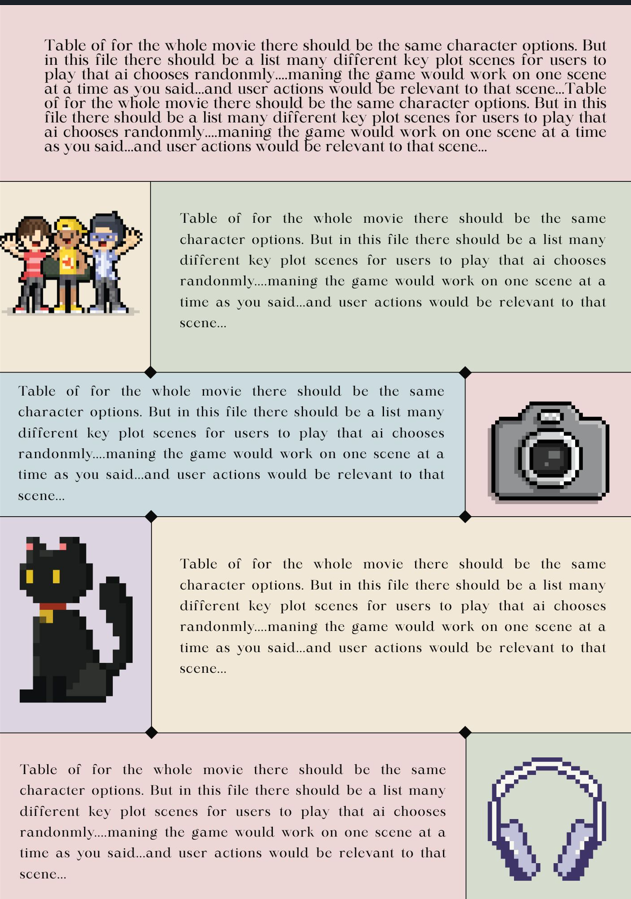 Table of for the whole movie there should be the same character options. But
in this file there should be a list many different key plot scenes for users to
play that ai chooses randonmly....maning the game would work on one scene
at a time as you said...and user actions would be relevant to that scene...Table
of for the whole movie there should be the same character options. But in this
file there should be a list many different key plot scenes for users to play that
ai chooses randonmly....maning the game would work on one scene at a time
as you said...and user actions would be relevant to that scene...
Table of for the whole movie there should be the same
character options. But in this file there should be a list many
different key plot scenes for users to play that ai chooses
randonmly....maning the game would work on one scene at a
time as you said...and user actions would be relevant to that
scene...
Table of for the whole movie there should be the same
character options. But in this file there should be a list many
different key plot scenes for users to play that ai chooses
randonmly....maning the game would work on one scene at a
time as you said...and user actions would be relevant to that
scene...
Table of for the whole movie there should be the same
character options. But in this file there should be a list many
different key plot scenes for users to play that ai chooses
randonmly....maning the game would work on one scene at a
time as you said...and user actions would be relevant to that
scene...
Table of for the whole movie there should be the same
character options. But in this file there should be a list many
different key plot scenes for users to play that ai chooses
randonmly....maning the game would work on one scene at a
time as you said...and user actions would be relevant to that
scene...